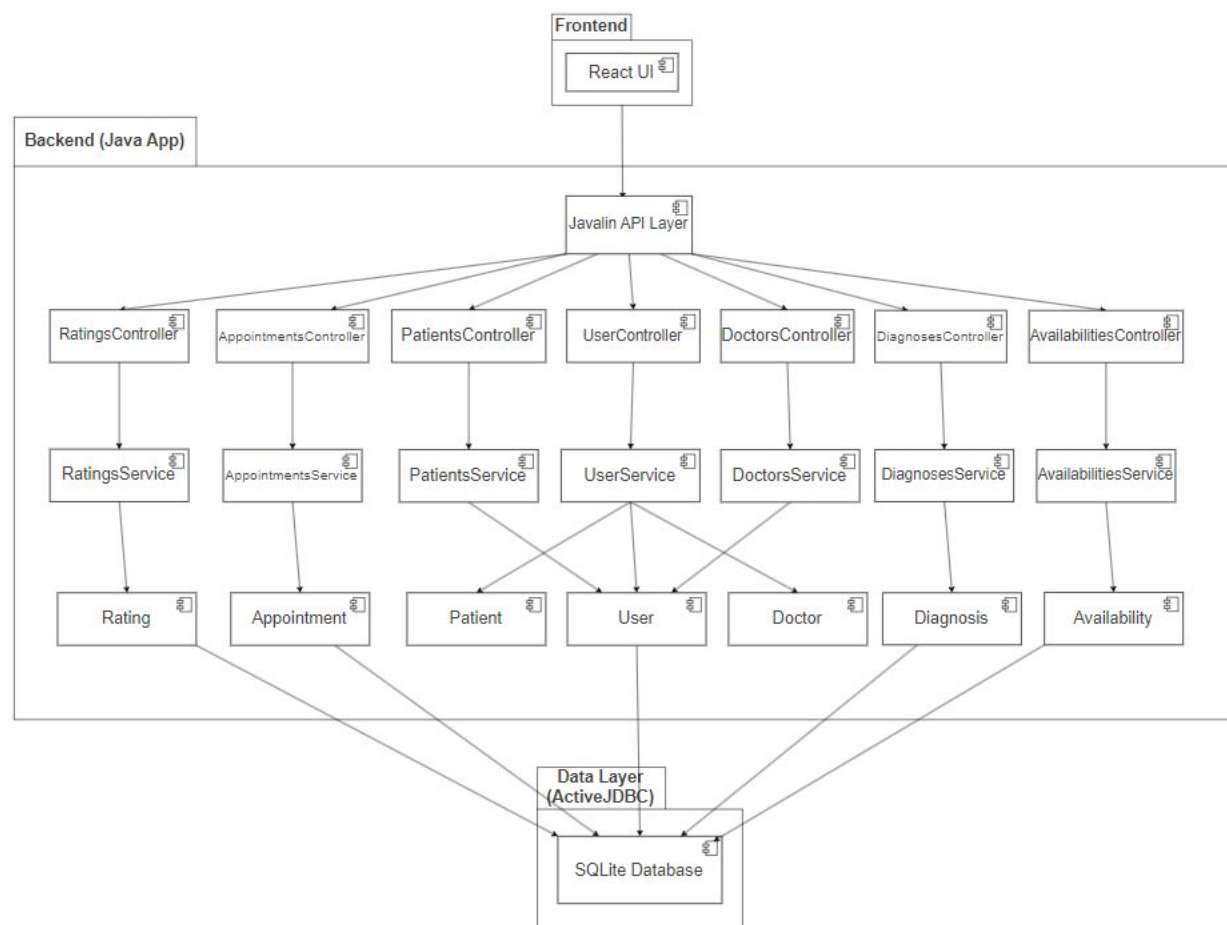 Frontend
React UI
Backend (Java App)
Javalin API Layer
RatingsController
AppointmentsController
PatientsController
UserController
DoctorsController
DiagnosesController
AvailabilitiesController
RatingsService
AppointmentsService
PatientsService
UserService
DoctorsService
DiagnosesService
AvailabilitiesService
Rating
Appointment
Patient
User
Doctor
Diagnosis
Availability
Data Layer
(ActiveJDBC)
SQLite Database